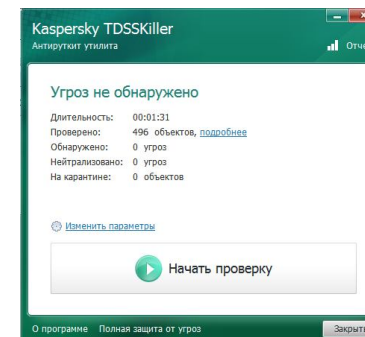 Kaspersky TDSSKiller
Антируткит утилита
Угроз не обнаружено
Длительность: 00:01:31
Проверено: 496 объектов, подробнее
Обнаружено: 0 угроз
Нейтрализовано: 0 угроз
На карантине: 0 объектов
Изменить параметры
Начать проверку
О программе Полная защита от угроз